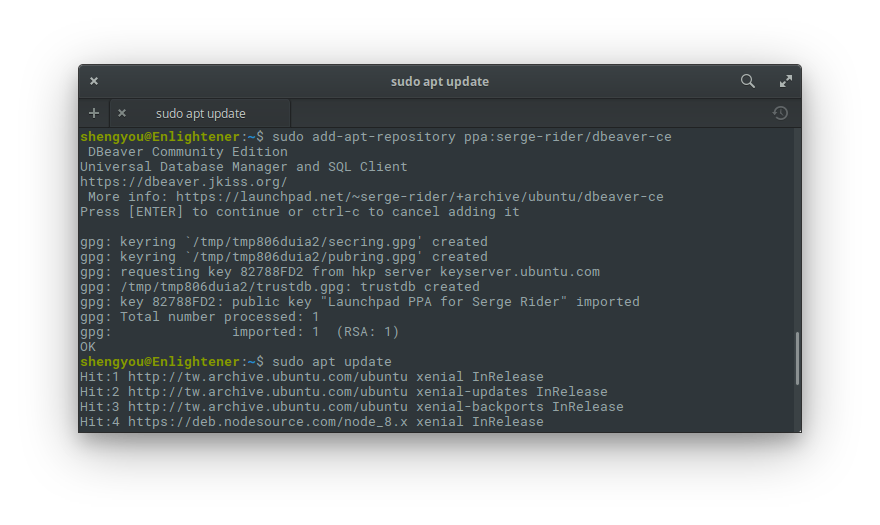 sudo apt update
sudo apt update
shengyou@Enlightener:~$ sudo add-apt-repository ppa:serge-rider/dbeaver-ce
 DBeaver Community Edition
Universal Database Manager and SQL Client
https://dbeaver.jkiss.org/
 More info: https://launchpad.net/~serge-rider/+archive/ubuntu/dbeaver-ce
Press [ENTER] to continue or ctrl-c to cancel adding it
gpg: keyring `/tmp/tmp806duia2/secring.gpg' created
gpg: keyring `/tmp/tmp806duia2/pubring.gpg' created
gpg: requesting key 82788FD2 from hkp server keyserver.ubuntu.com
gpg: /tmp/tmp806duia2/trustdb.gpg: trustdb created
gpg: key 82788FD2: public key "Launchpad PPA for Serge Rider" imported
gpg: Total number processed: 1
gpg:               imported: 1  (RSA: 1)
OK
shengyou@Enlightener:~$ sudo apt update
Hit:1 http://tw.archive.ubuntu.com/ubuntu xenial InRelease
Hit:2 http://tw.archive.ubuntu.com/ubuntu xenial-updates InRelease
Hit:3 http://tw.archive.ubuntu.com/ubuntu xenial-backports InRelease
Hit:4 https://deb.nodesource.com/node_8.x xenial InRelease